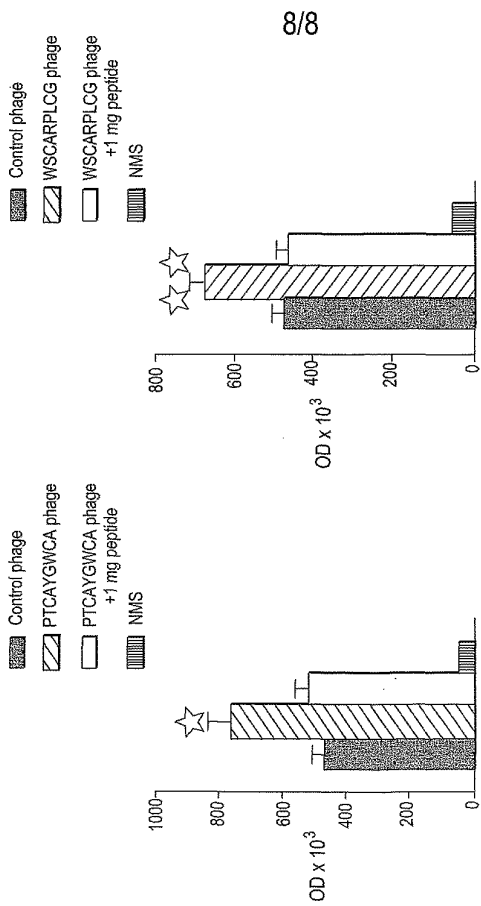 8/8
Control phage
PTCAYGWCA phage
PTCAYGWCA phage
+1 mg peptide
NMS
1000
800
600
400
200
0
OD x 10³
Control phage
WSCARPLCG phage
WSCARPLCG phage
+1 mg peptide
NMS
800
600
400
200
0
OD x 10³